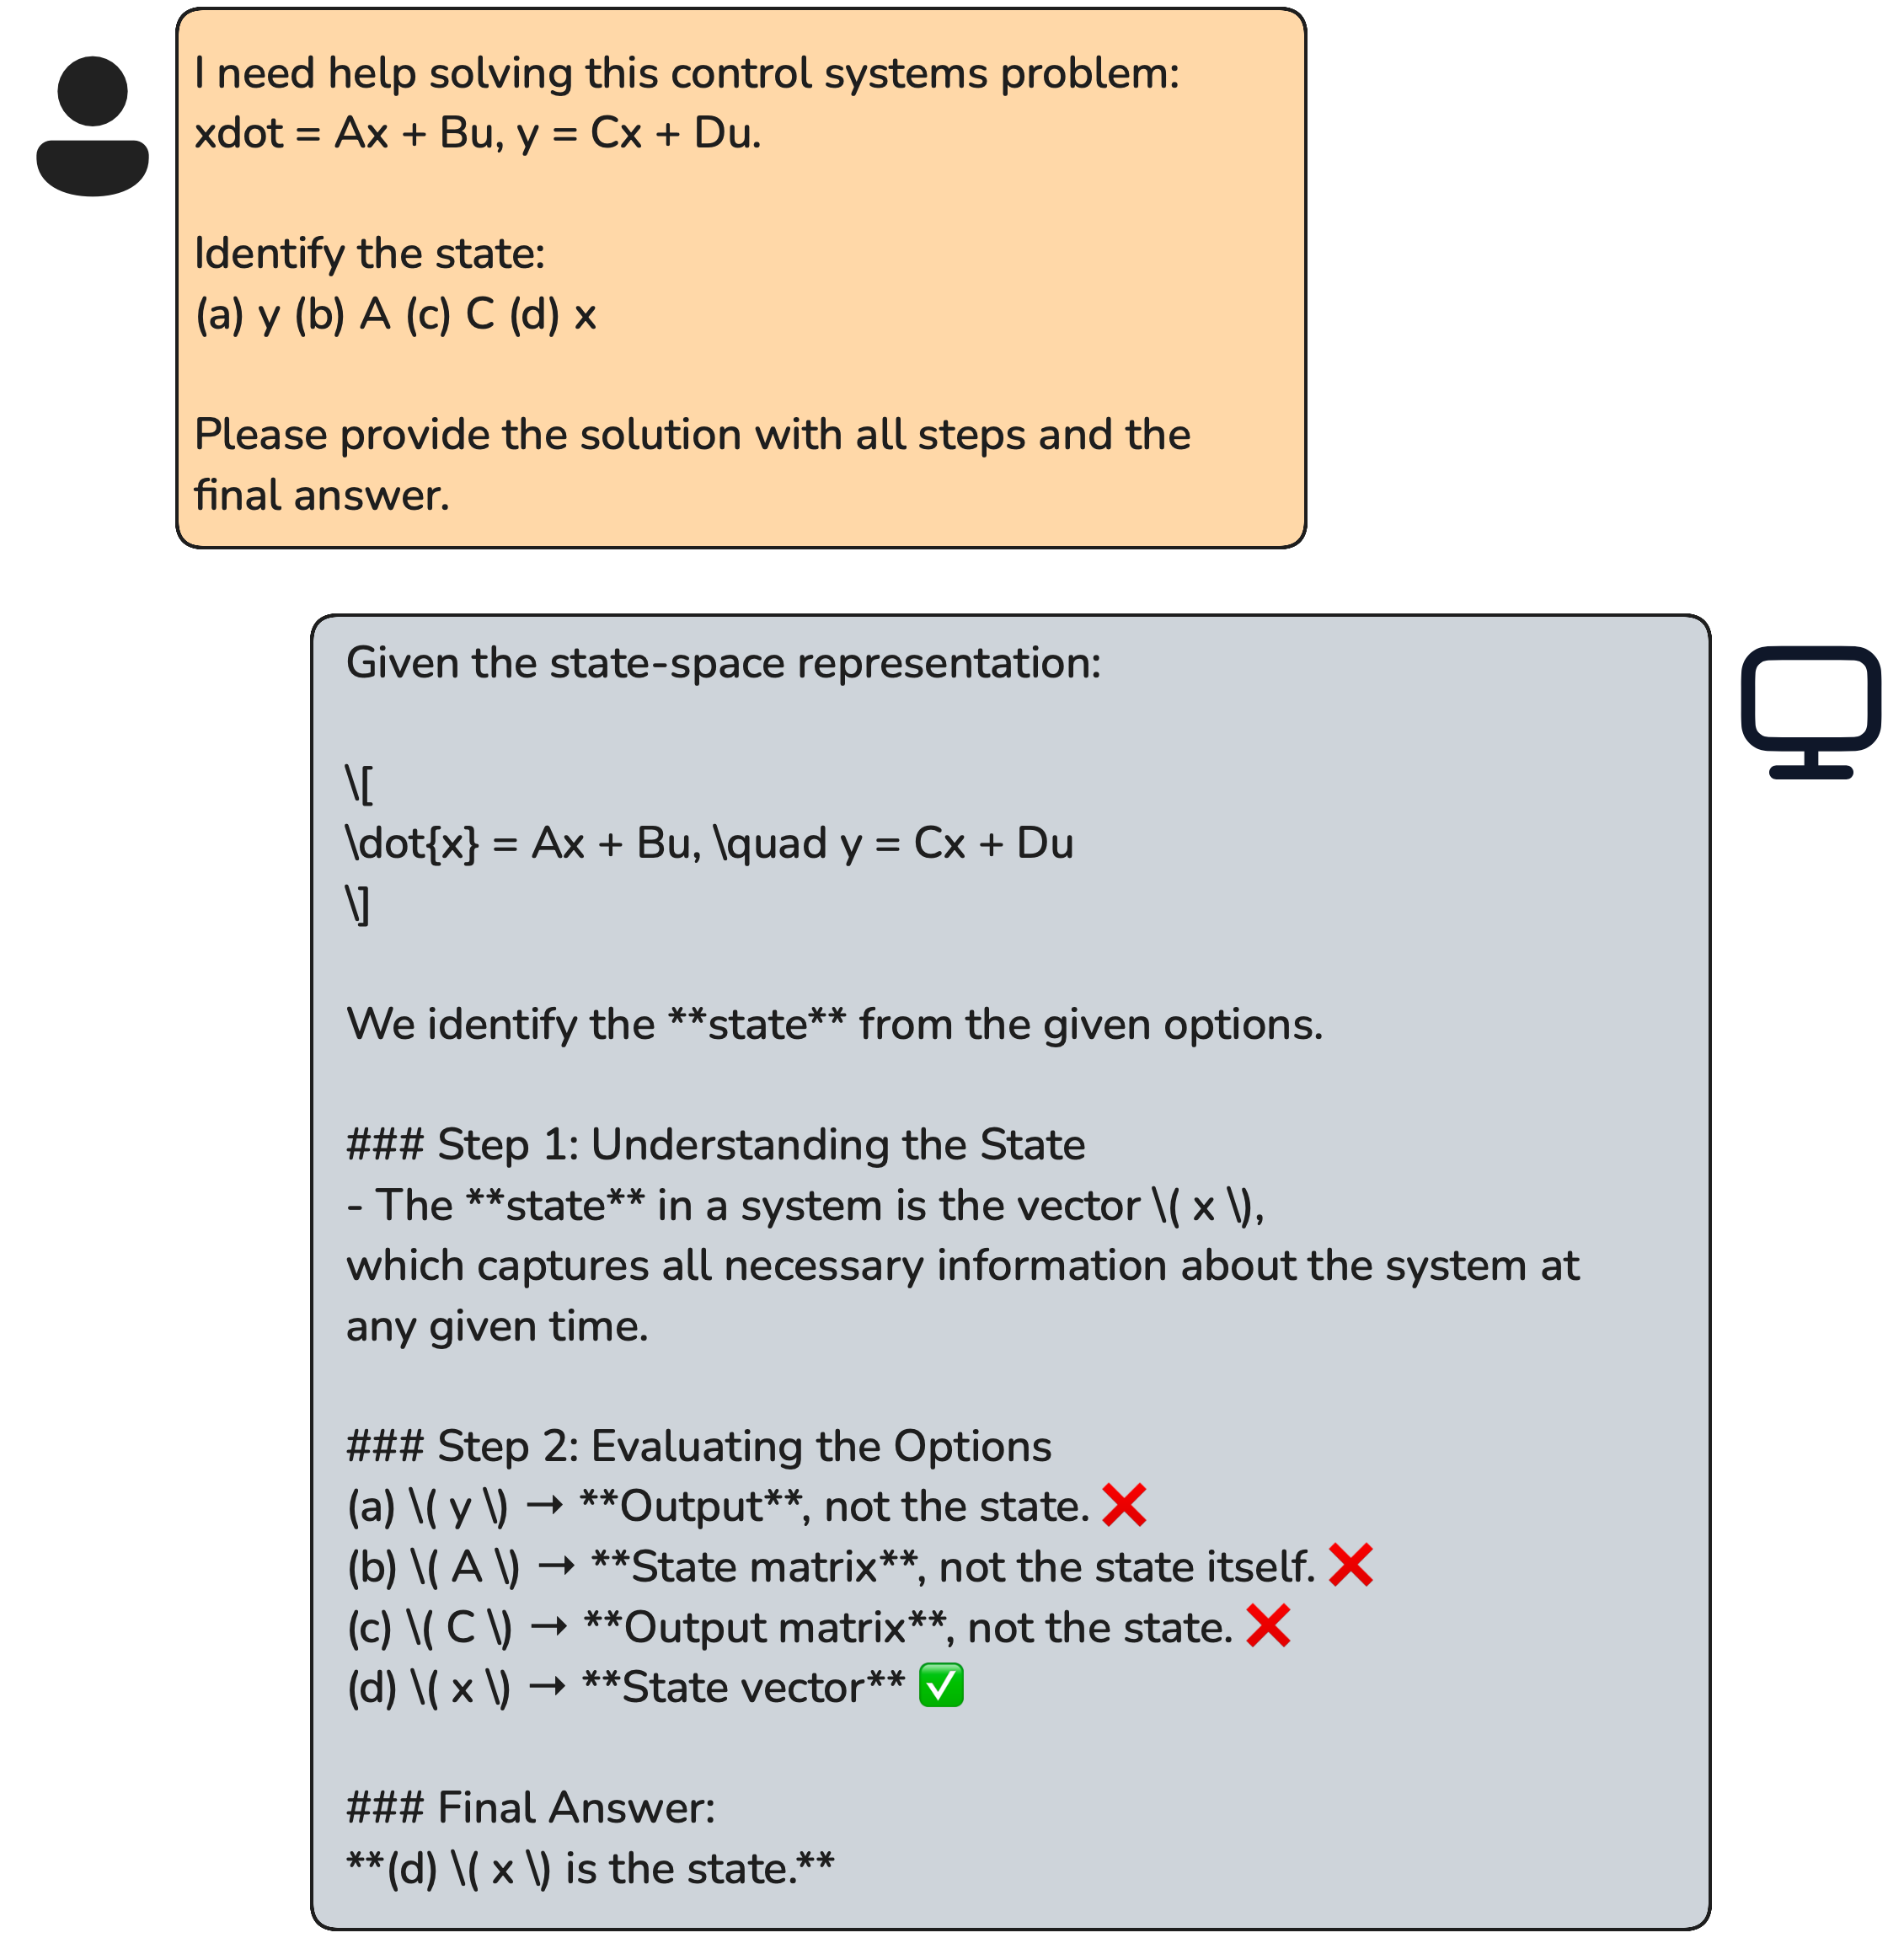 I need help solving this control systems problem:
xdot = Ax + Bu, y = Cx + Du.
Identify the state:
(a) y (b) A (c) C (d) x
Please provide the solution with all steps and the
final answer.
Given the state-space representation:
\[
\dot{x} = Ax + Bu, \quad y = Cx + Du
\]
We identify the **state** from the given options.
### Step 1: Understanding the State
- The **state** in a system is the vector \( x \),
which captures all necessary information about the system at
any given time.
### Step 2: Evaluating the Options
(a) \( y \) → **Output**, not the state. ❌
(b) \( A \) → **State matrix**, not the state itself. ❌
(c) \( C \) → **Output matrix**, not the state. ❌
(d) \( x \) → **State vector** ✅
### Final Answer:
**(d) \( x \) is the state.**